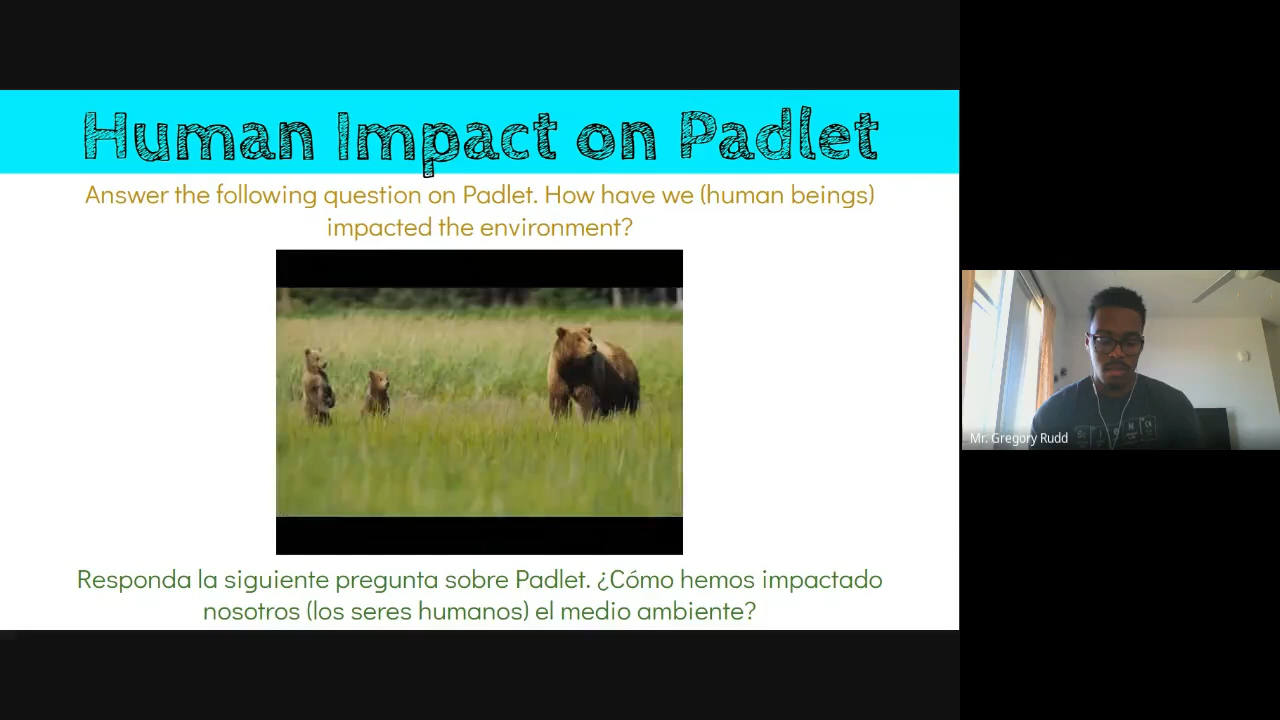 Human Impact on Padlet
Answer the following question on Padlet. How have we (human beings)
impacted the environment?
Responda la siguiente pregunta sobre Padlet. ¿Cómo hemos impactado
nosotros (los seres humanos) el medio ambiente?
Mr. Gregory Rudd